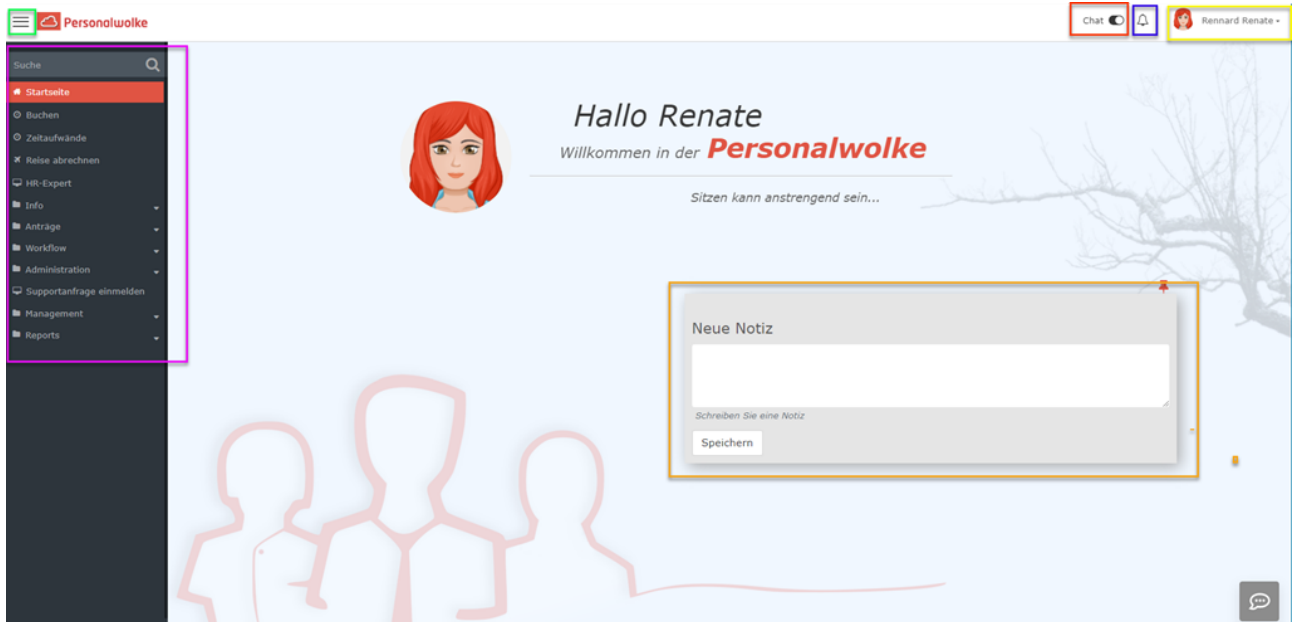 Personalwolke
Chat
Rennard Renate
Suche
Startseite
Buchen
Zeitaufwände
Reise abrechnen
HR-Expert
Info
Anträge
Workflow
Administration
Supportanfrage einmelden
Management
Reports
Hallo Renate
Willkommen in der Personalwolke
Sitzen kann anstrengend sein...
Neue Notiz
Schreiben Sie eine Notiz
Speichern